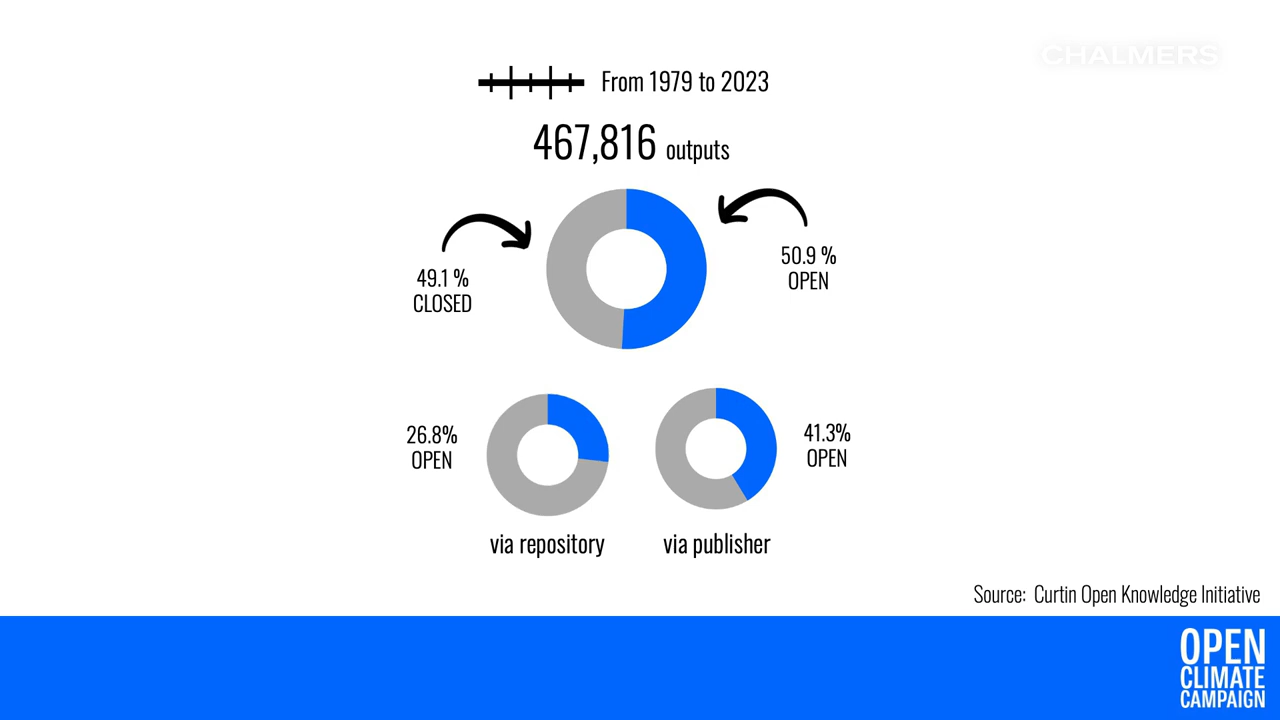 CHALMERS
From 1979 to 2023
467,816 outputs
50.9 %
OPEN
49.1 %
CLOSED
26.8%
OPEN
41.3%
OPEN
via repository
via publisher
Source: Curtin Open Knowledge Initiative
OPEN
CLIMATE
CAMPAIGN